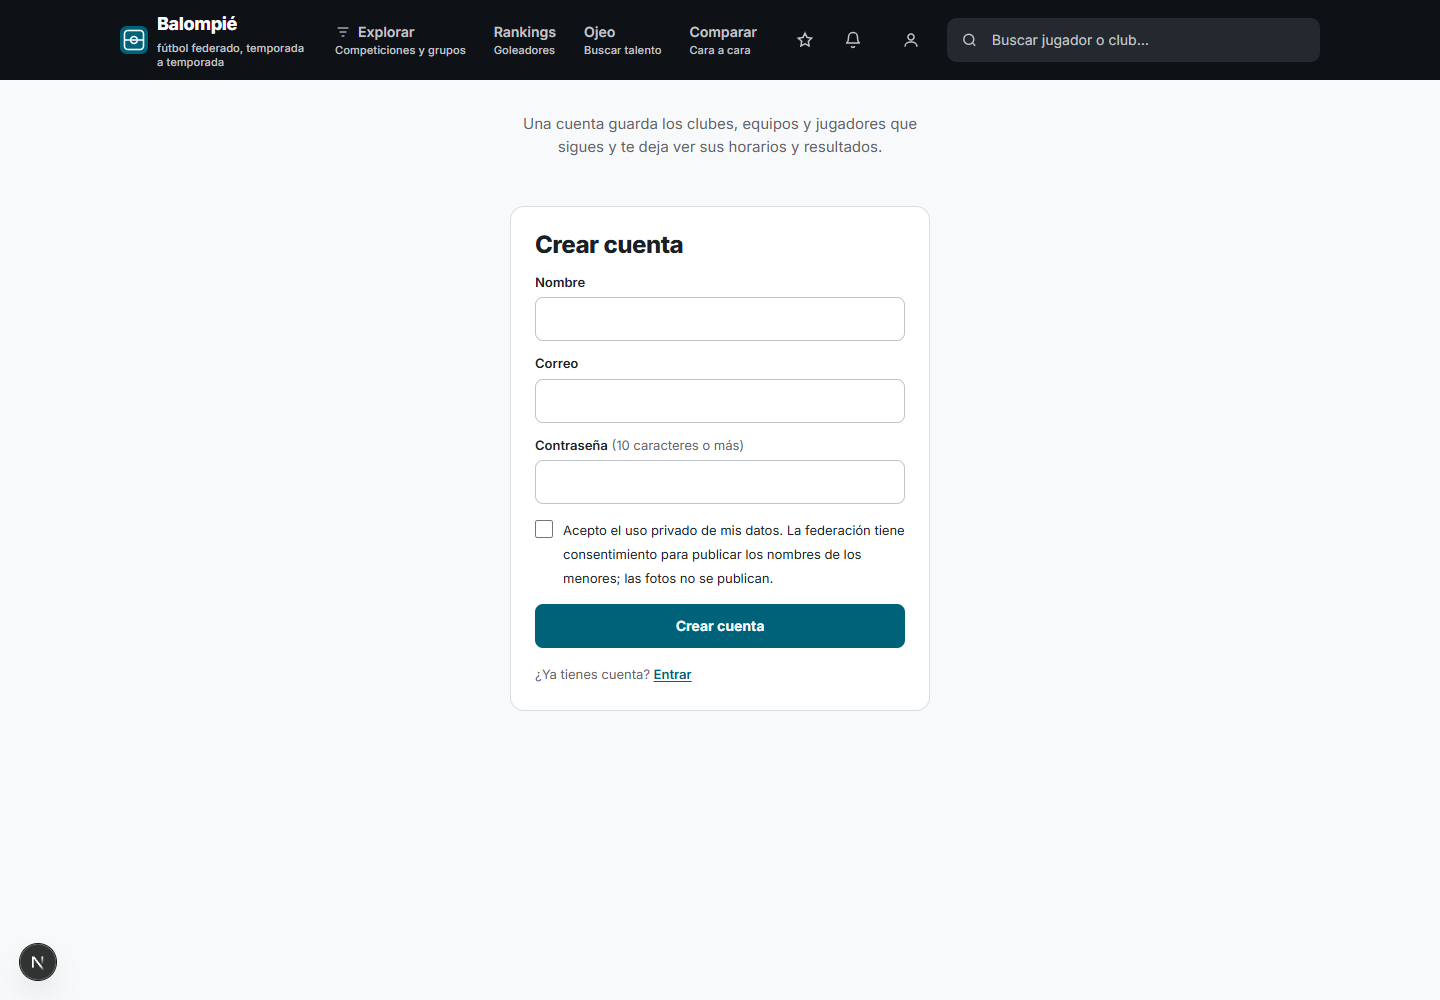 Balompié
fútbol federado, temporada
a temporada
Explorar
Competiciones y grupos
Rankings
Goleadores
Ojeo
Buscar talento
Comparar
Cara a cara
Buscar jugador o club...
Una cuenta guarda los clubes, equipos y jugadores que
sigues y te deja ver sus horarios y resultados.
Crear cuenta
Nombre
Correo
Contraseña (10 caracteres o más)
Acepto el uso privado de mis datos. La federación tiene
consentimiento para publicar los nombres de los
menores; las fotos no se publican.
Crear cuenta
¿Ya tienes cuenta? Entrar
N